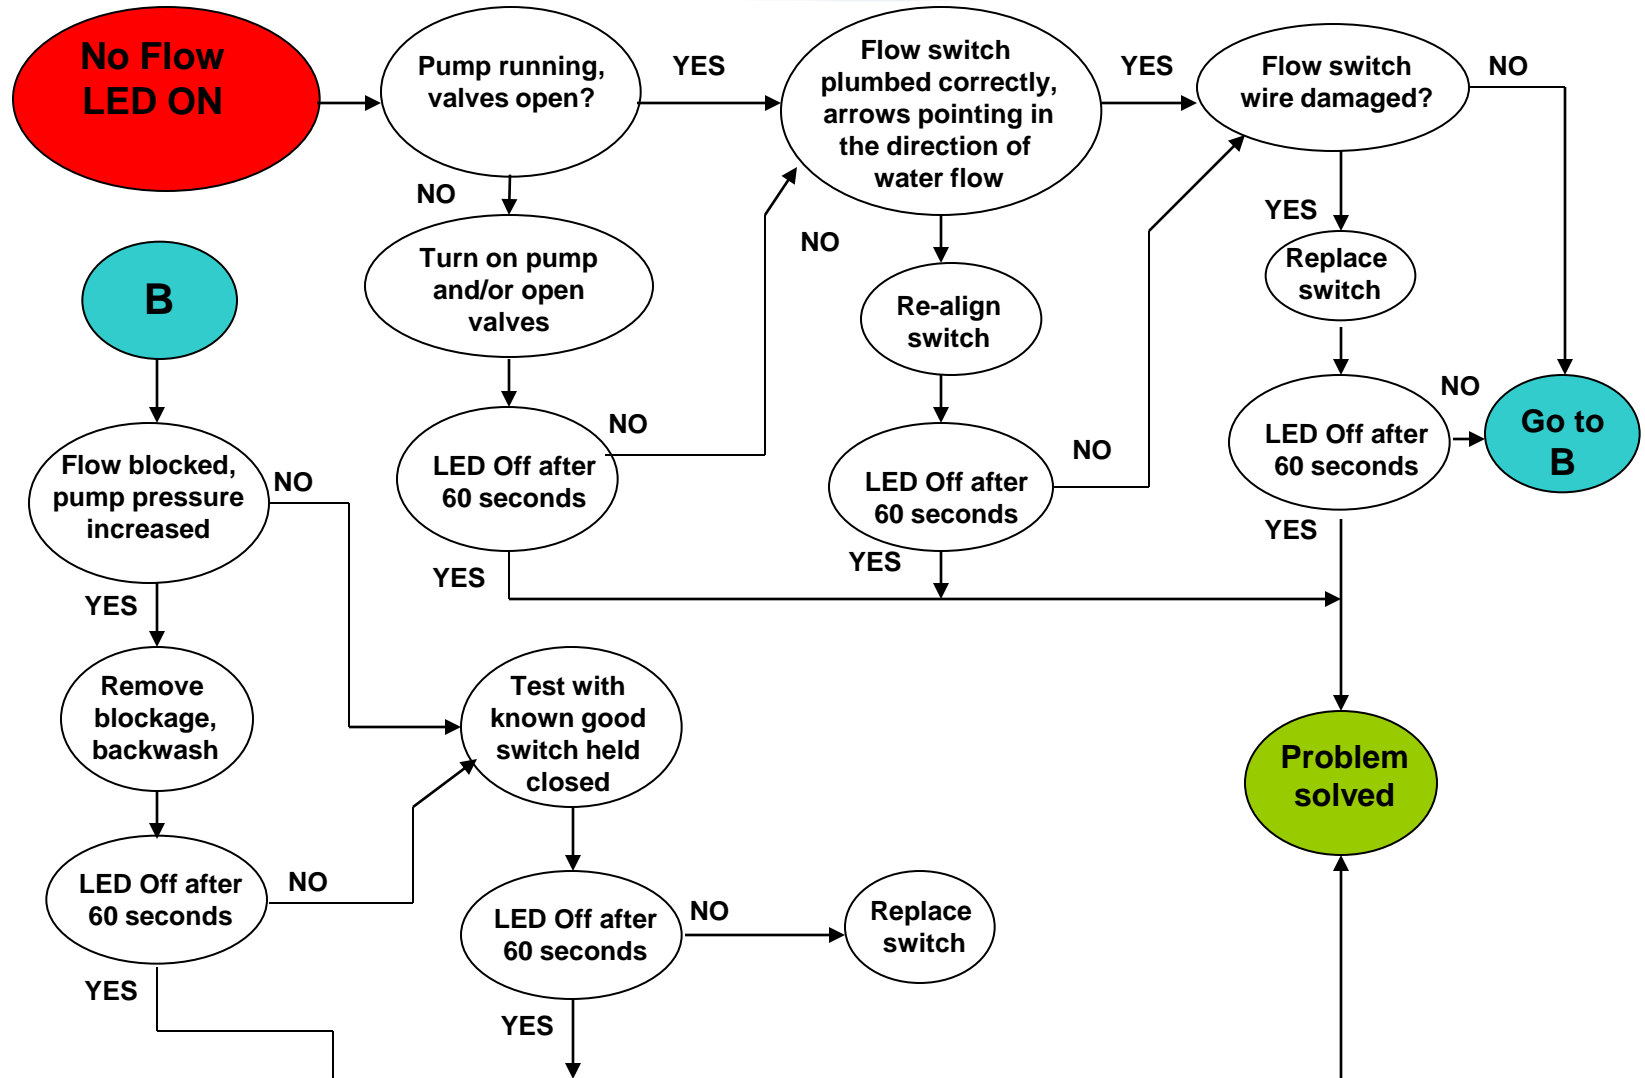 No Flow
LED ON
Pump running,
valves open?
YES
Flow switch
plumbed correctly,
arrows pointing in
the direction of
water flow
YES
Flow switch
wire damaged?
NO
NO
Turn on pump
and/or open
valves
NO
Re-align
switch
YES
Replace
switch
B
LED Off after
60 seconds
NO
LED Off after
60 seconds
NO
LED Off after
60 seconds
NO
Go to
B
YES
YES
YES
Flow blocked,
pump pressure
increased
NO
YES
Remove
blockage,
backwash
Test with
known good
switch held
closed
Problem
solved
LED Off after
60 seconds
NO
LED Off after
60 seconds
NO
Replace
switch
YES
YES